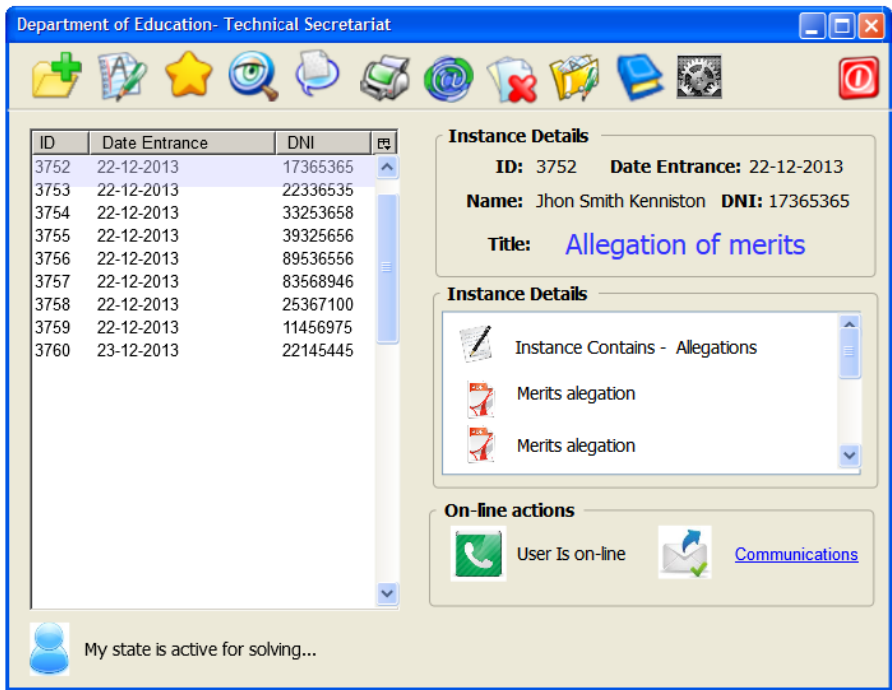 Department of Education- Technical Secretariat
ID Date Entrance DNI
3752 22-12-2013 17365365
3753 22-12-2013 22336535
3754 22-12-2013 33253658
3755 22-12-2013 39325656
3756 22-12-2013 89536556
3757 22-12-2013 83568946
3758 22-12-2013 25367100
3759 22-12-2013 11456975
3760 23-12-2013 22145445
Instance Details
ID: 3752 Date Entrance: 22-12-2013
Name: Jhon Smith Kenniston DNI: 17365365
Title: Allegation of merits
Instance Details
Instance Contains - Allegations
Merits alegation
Merits alegation
On-line actions
User Is on-line Communications
My state is active for solving...